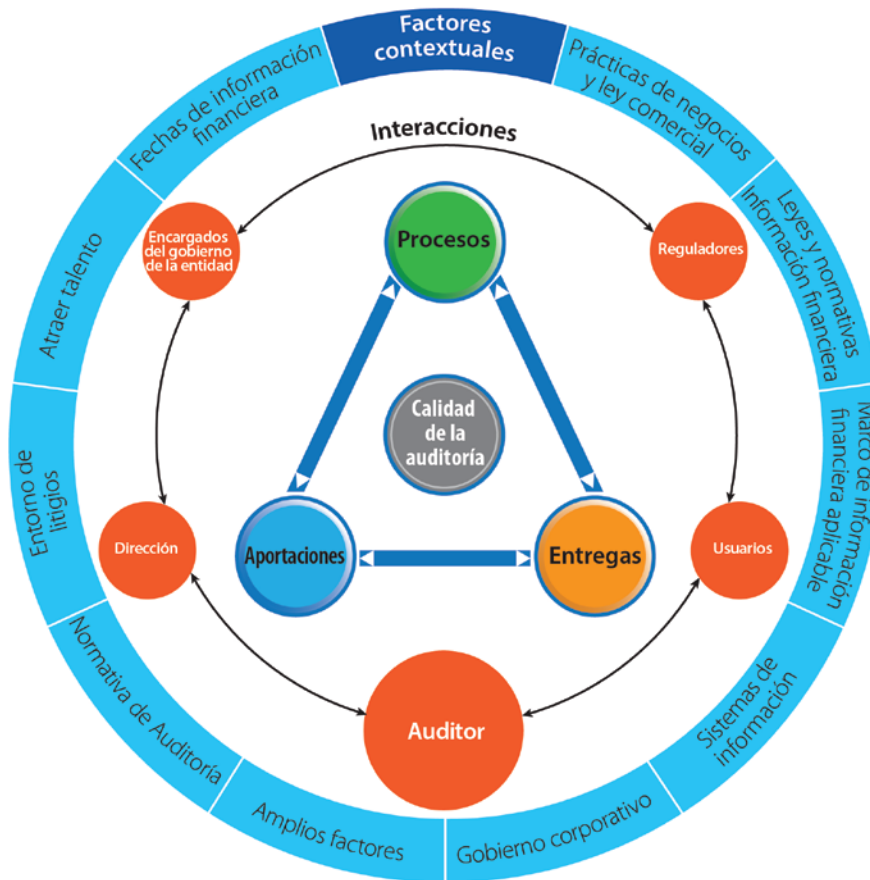 Factores
contextuales
Prácticas de negocios
y ley comercial
Leyes y normativas
Información financiera
Marco de información
financiera aplicable
Sistemas de
información
Gobierno corporativo
Amplios factores
Normativa de Auditoría
Entorno de
litigios
Atraer talento
Fechas de información
financiera
Interacciones
Encargados
del gobierno
de la entidad
Reguladores
Procesos
Calidad
de la
auditoría
Aportaciones
Entregas
Dirección
Usuarios
Auditor